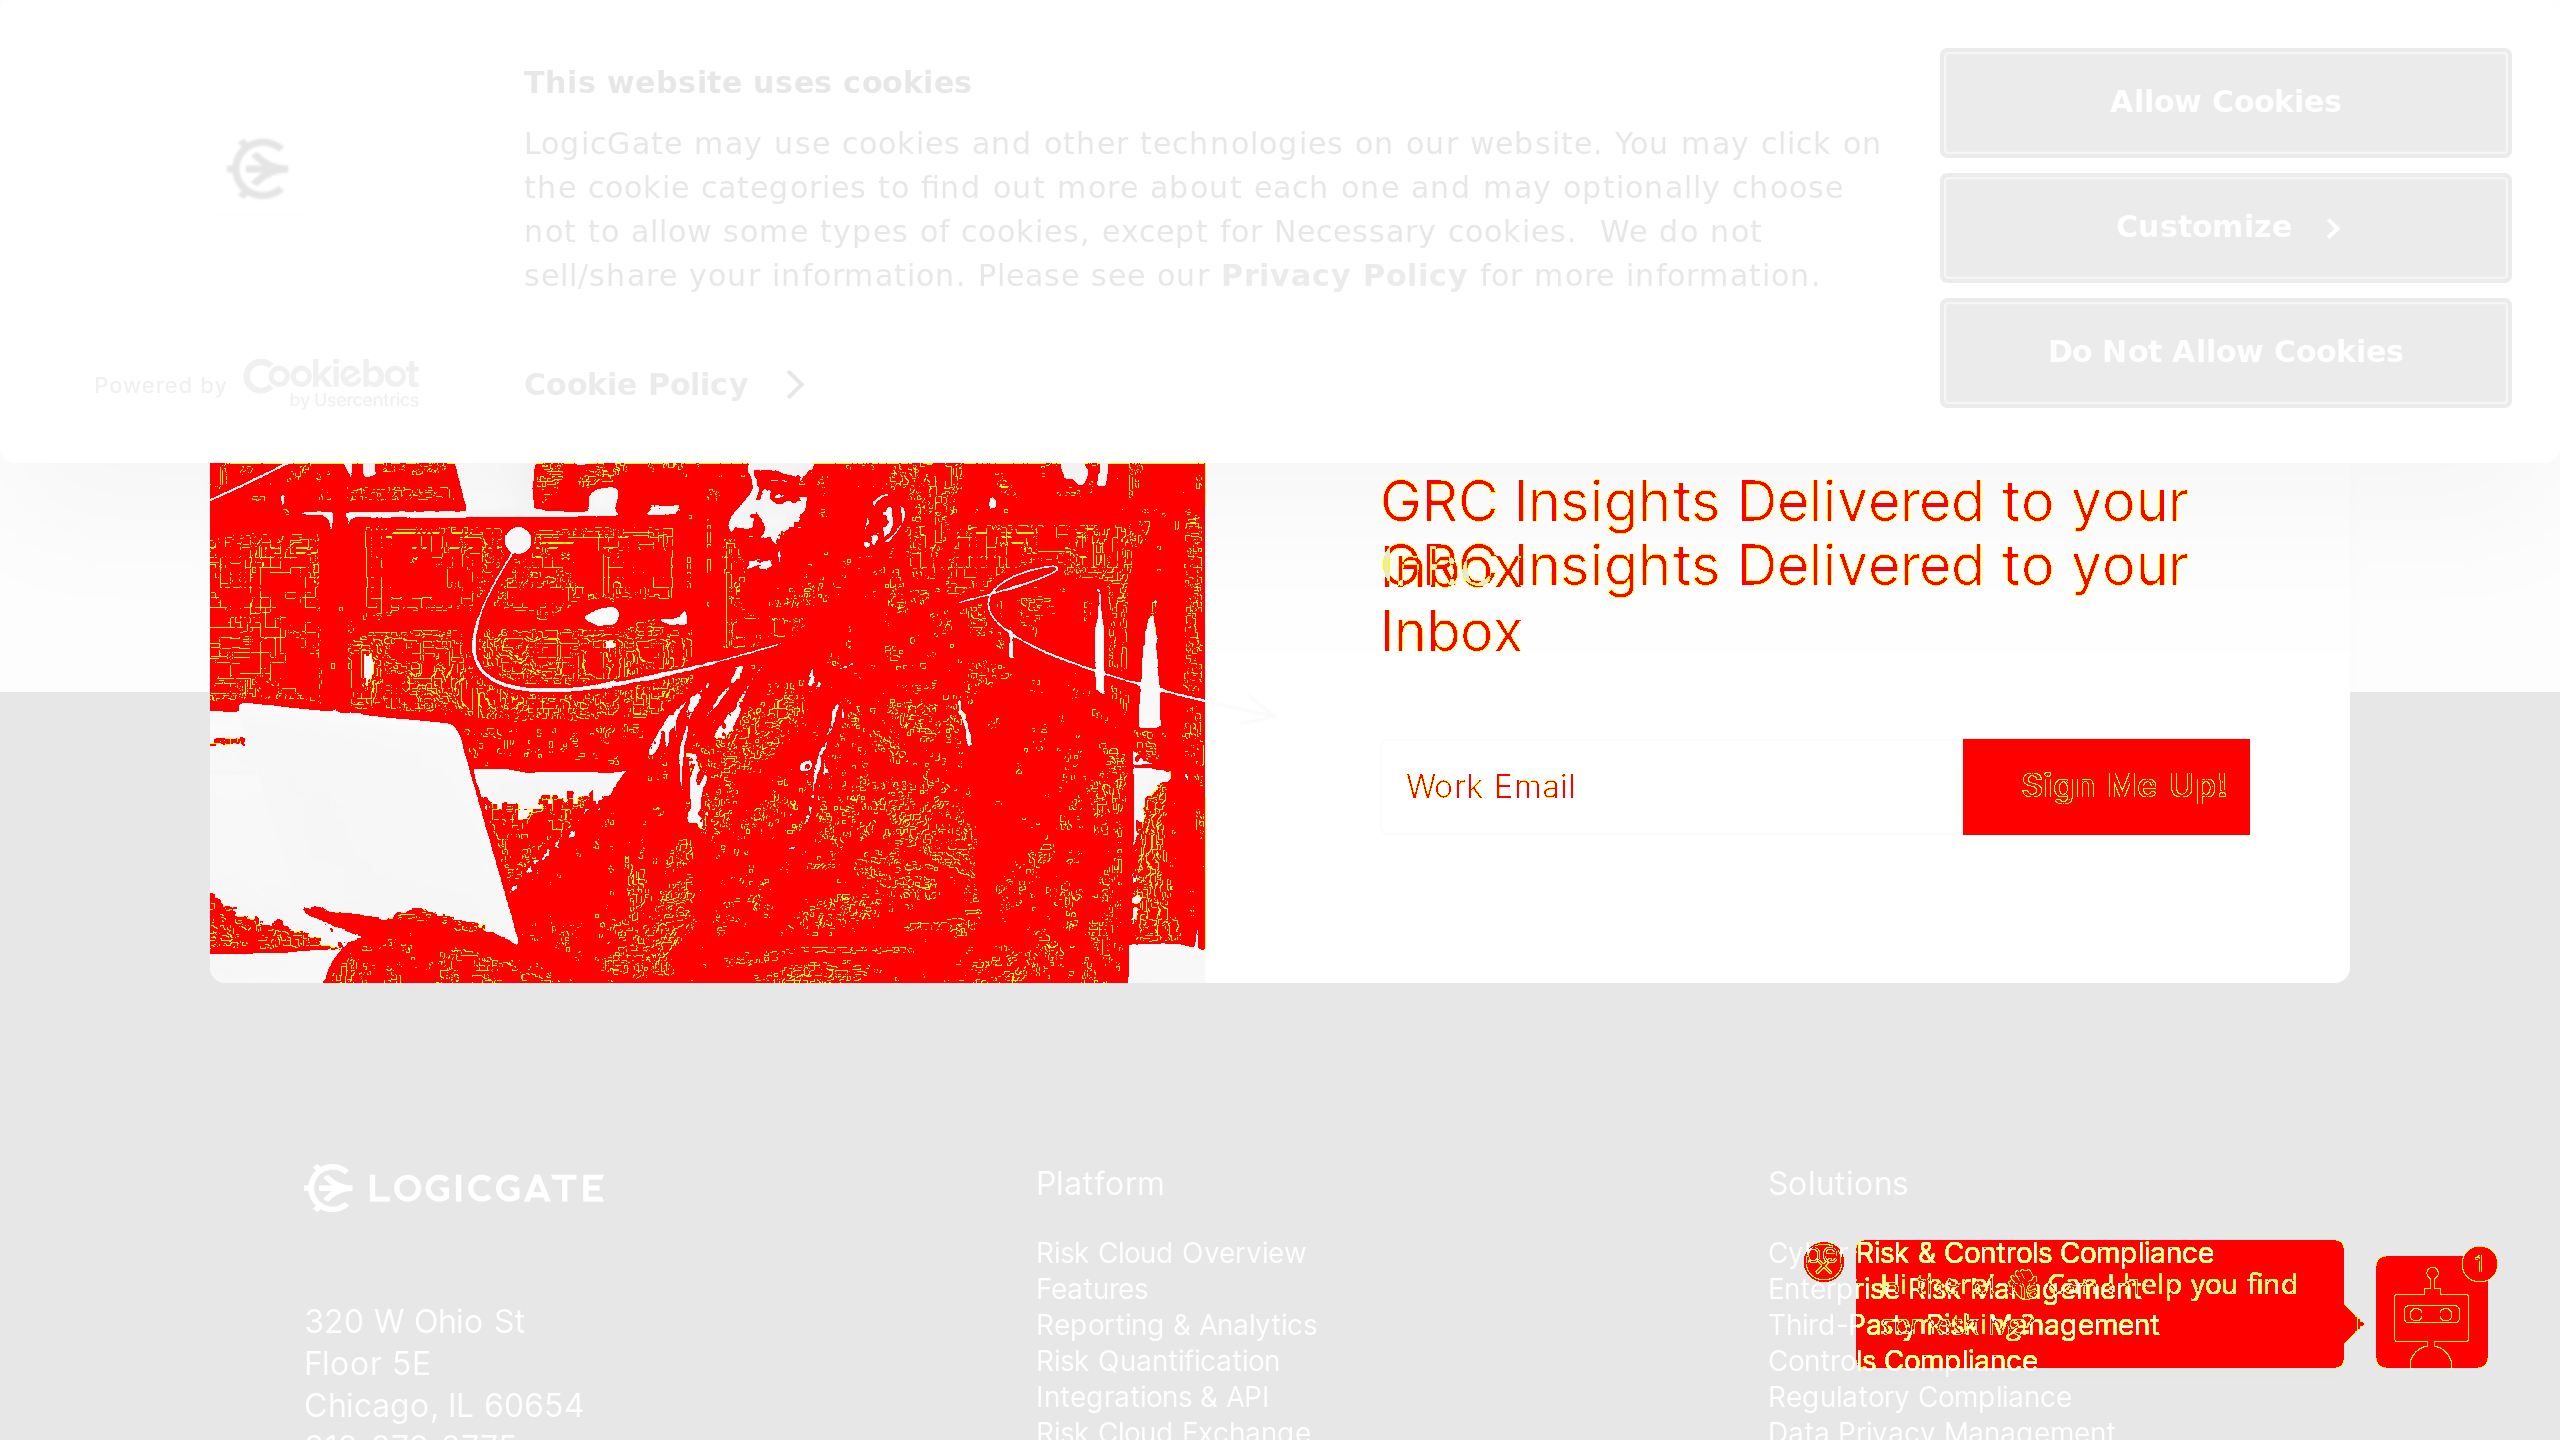 This website uses cookies
LogicGate may use cookies and other technologies on our website. You may click on
the cookie categories to find out more about each one and may optionally choose
not to allow some types of cookies, except for Necessary cookies.  We do not
sell/share your information. Please see our Privacy Policy for more information.
Powered by Cookiebot
by Usercentrics
Cookie Policy
Allow Cookies
Customize
Do Not Allow Cookies
GRC Insights Delivered to your
Inbox
GRC Insights Delivered to your
Inbox
Work Email
Sign Me Up!
LOGICGATE
320 W Ohio St
Floor 5E
Chicago, IL 60654
Platform
Risk Cloud Overview
Features
Reporting & Analytics
Risk Quantification
Integrations & API
Risk Cloud Exchange
Solutions
Cyber Risk & Controls Compliance
Enterprise Risk Management
Third-Party Risk Management
Controls Compliance
Regulatory Compliance
Data Privacy Management
Can I help you find
1